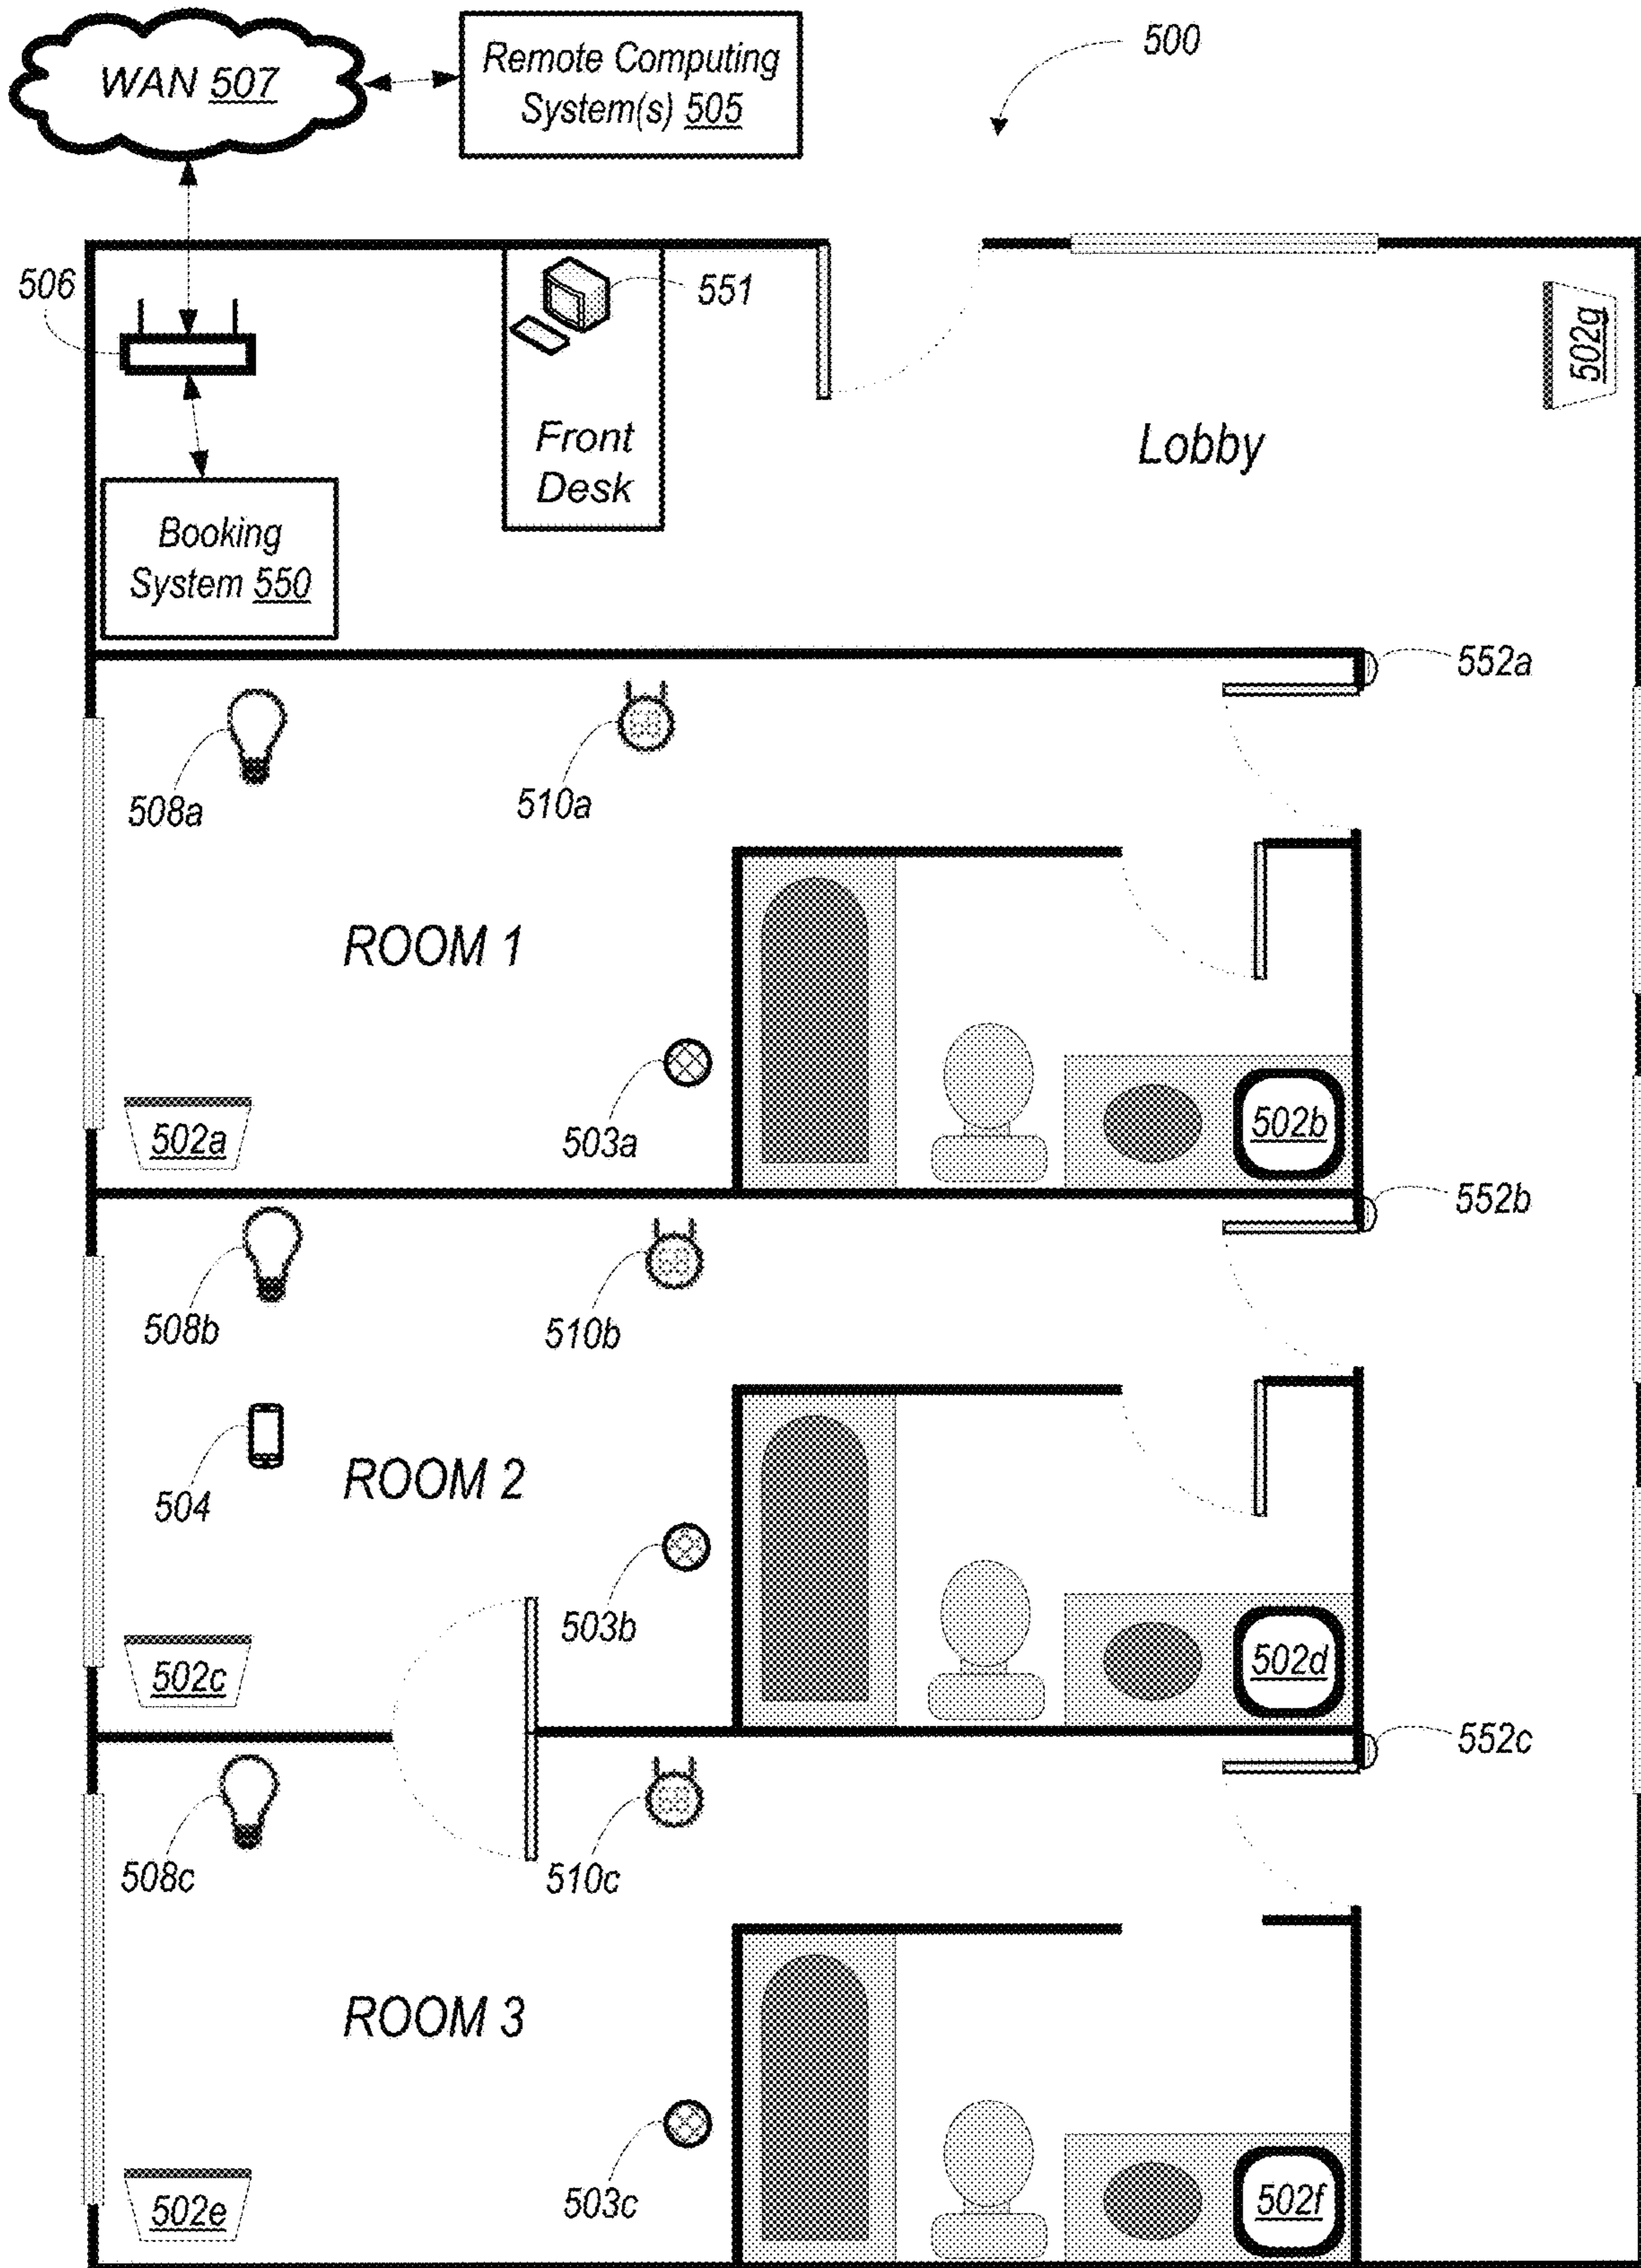 WAN 507
Remote Computing
System(s) 505
500
506
551
502g
Front
Desk
Lobby
Booking
System 550
552a
508a
510a
ROOM 1
502a
503a
502b
552b
508b
510b
504
ROOM 2
503b
502c
502d
552c
508c
510c
ROOM 3
503c
502e
502f